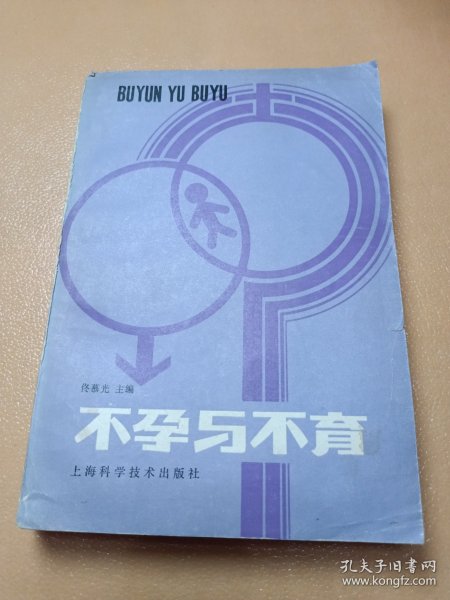 BUYUN YU BUYU
佟慕光 主编
不孕与不育
上海科学技术出版社
孔夫子旧书网
www.kongfz.com